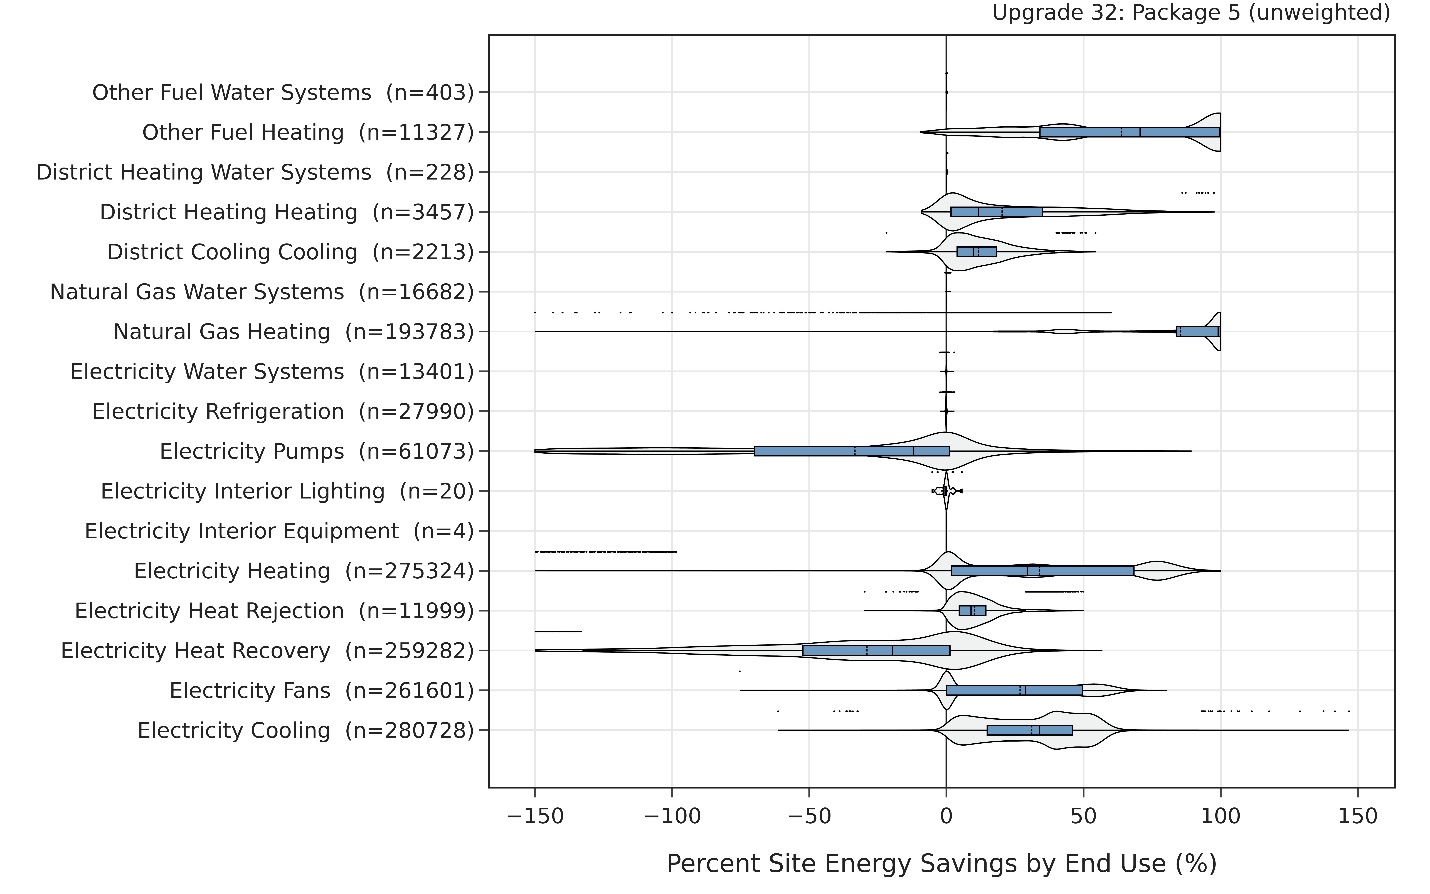 Upgrade 32: Package 5 (unweighted)
Other Fuel Water Systems (n=403)
Other Fuel Heating (n=11327)
District Heating Water Systems (n=228)
District Heating Heating (n=3457)
District Cooling Cooling (n=2213)
Natural Gas Water Systems (n=16682)
Natural Gas Heating (n=193783)
Electricity Water Systems (n=13401)
Electricity Refrigeration (n=27990)
Electricity Pumps (n=61073)
Electricity Interior Lighting (n=20)
Electricity Interior Equipment (n=4)
Electricity Heating (n=275324)
Electricity Heat Rejection (n=11999)
Electricity Heat Recovery (n=259282)
Electricity Fans (n=261601)
Electricity Cooling (n=280728)
−150 −100 −50 0 50 100 150
Percent Site Energy Savings by End Use (%)